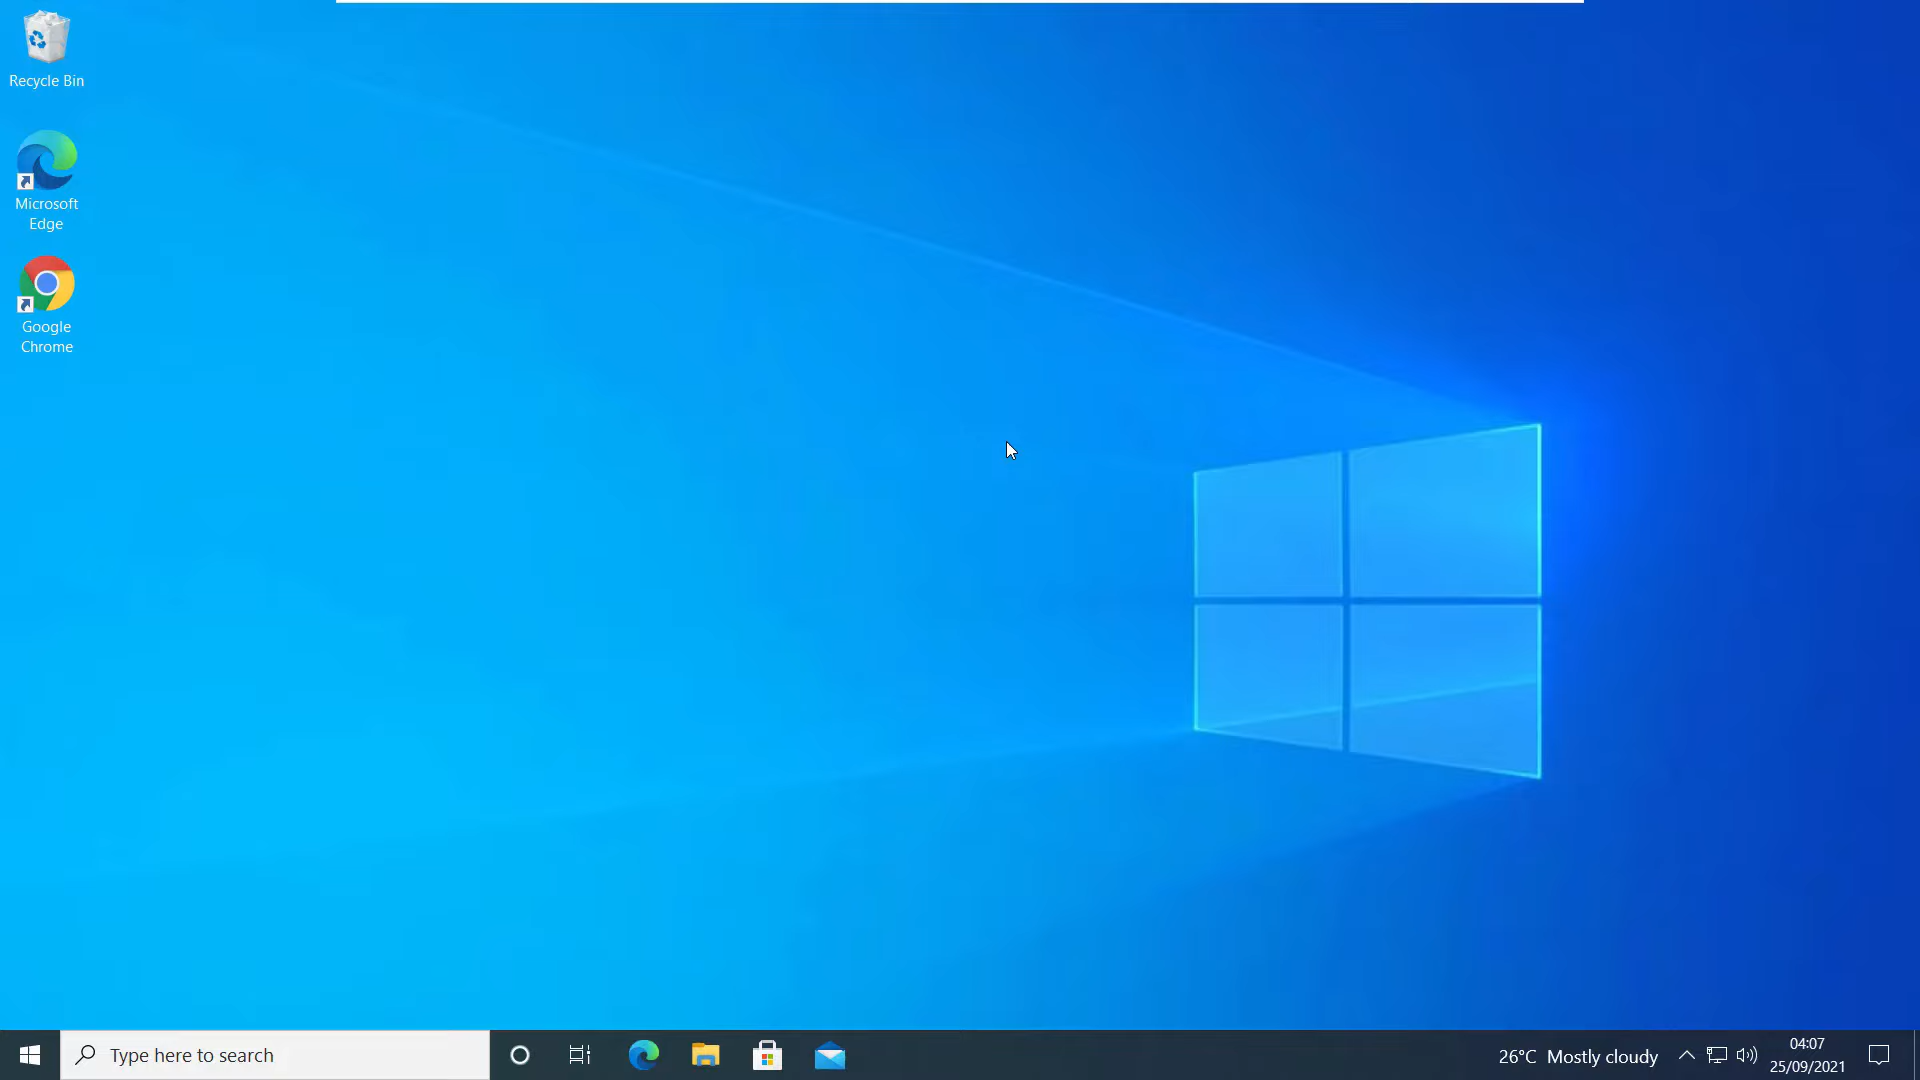 Recycle Bin
Microsoft
Edge
Google
Chrome
Type here to search
26°C Mostly cloudy
04:07
25/09/2021